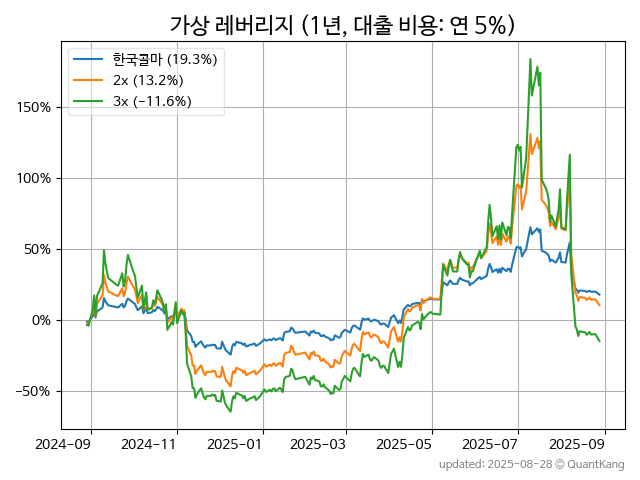 가상 레버리지 (1년, 대출 비용: 연 5%)
한국콜마 (19.3%)
2x (13.2%)
3x (−11.6%)
150%
100%
50%
0%
−50%
2024−09 2024−11 2025−01 2025−03 2025−05 2025−07 2025−09
updated: 2025-08-28 © QuantKang